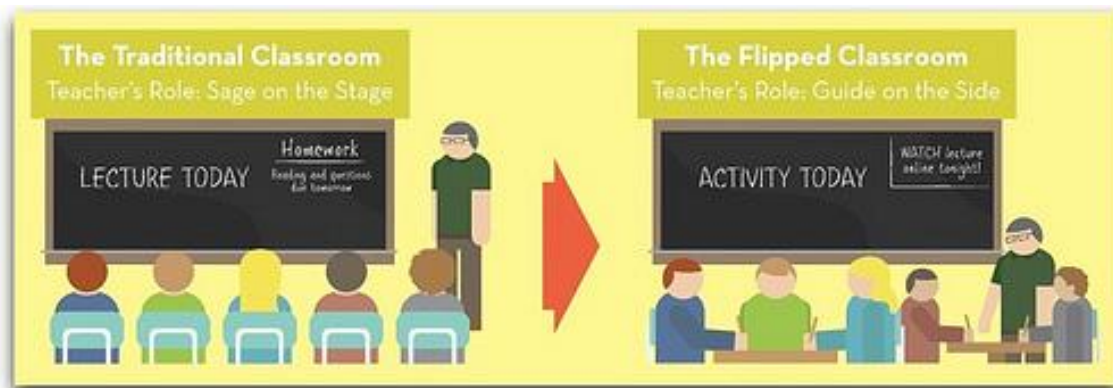 The Traditional Classroom
Teacher's Role: Sage on the Stage
LECTURE TODAY
Homework
Reading and questions
due tomorrow
The Flipped Classroom
Teacher's Role: Guide on the Side
ACTIVITY TODAY
WATCH lecture
online tonight!